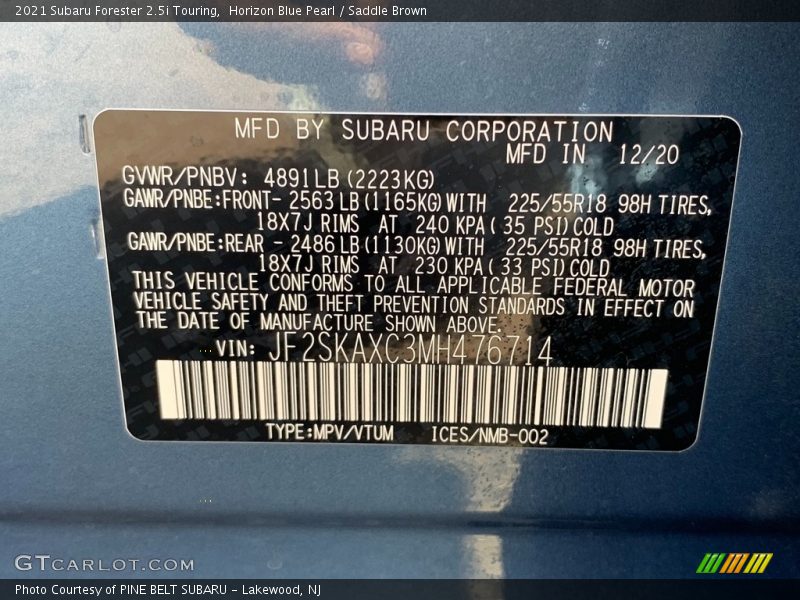 2021 Subaru Forester 2.5i Touring,  Horizon Blue Pearl / Saddle Brown
MFD BY SUBARU CORPORATION
MFD IN 12/20
GVWR/PNBV: 4891LB(2223KG)
GAWR/PNBE:FRONT- 2563 LB(1165KG)WITH 225/55R18 98H TIRES,
18X7J RIMS AT 240 KPA( 35 PSI)COLD
GAWR/PNBE:REAR - 2486 LB(1130KG)WITH 225/55R18 98H TIRES,
18X7J RIMS AT 230 KPA( 33 PSI)COLD
THIS VEHICLE CONFORMS TO ALL APPLICABLE FEDERAL MOTOR
VEHICLE SAFETY AND THEFT PREVENTION STANDARDS IN EFFECT ON
THE DATE OF MANUFACTURE SHOWN ABOVE.
VIN: JF2SKAXC3MH476714
TYPE:MPV/VTUM ICES/NMB-002
GTCARLOT.COM
Photo Courtesy of PINE BELT SUBARU - Lakewood, NJ